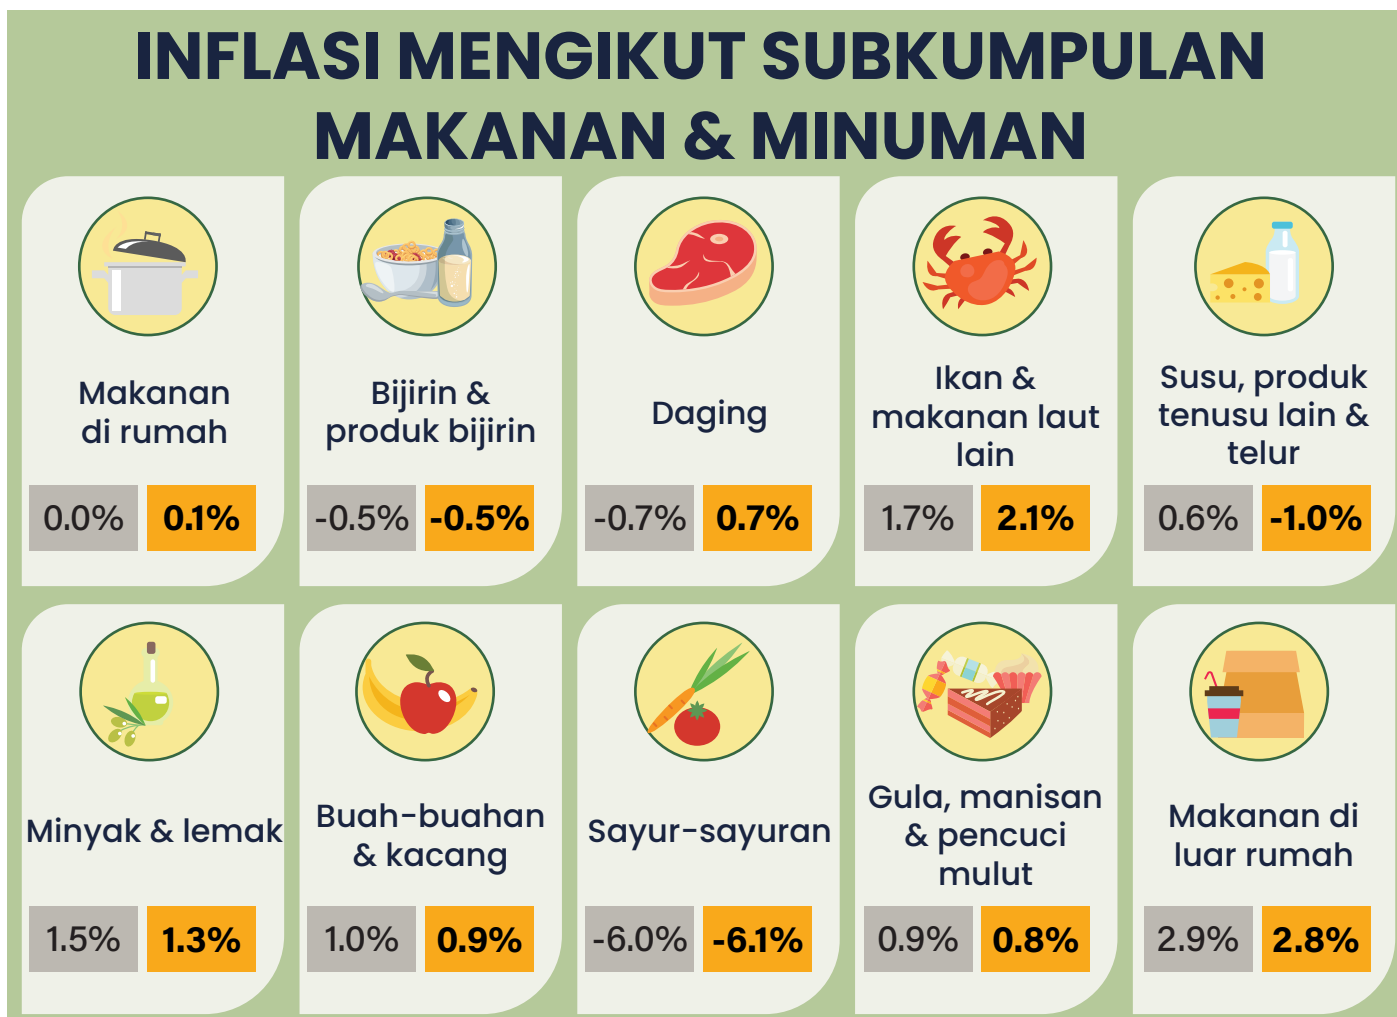 INFLASI MENGIKUT SUBKUMPULAN
MAKANAN & MINUMAN
Makanan
di rumah
0.0% 0.1%
Bijirin &
produk bijirin
-0.5% -0.5%
Daging
-0.7% 0.7%
Ikan &
makanan laut
lain
1.7% 2.1%
Susu, produk
tenusu lain &
telur
0.6% -1.0%
Minyak & lemak
1.5% 1.3%
Buah-buahan
& kacang
1.0% 0.9%
Sayur-sayuran
-6.0% -6.1%
Gula, manisan
& pencuci
mulut
0.9% 0.8%
Makanan di
luar rumah
2.9% 2.8%